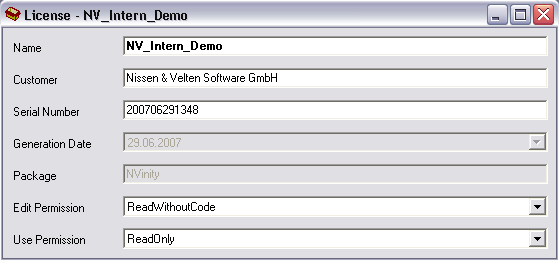 License - NV_Intern_Demo
Name NV_Intern_Demo
Customer Nissen & Velten Software GmbH
Serial Number 200706291348
Generation Date 29.06.2007
Package NVinity
Edit Permission ReadWithoutCode
Use Permission ReadOnly